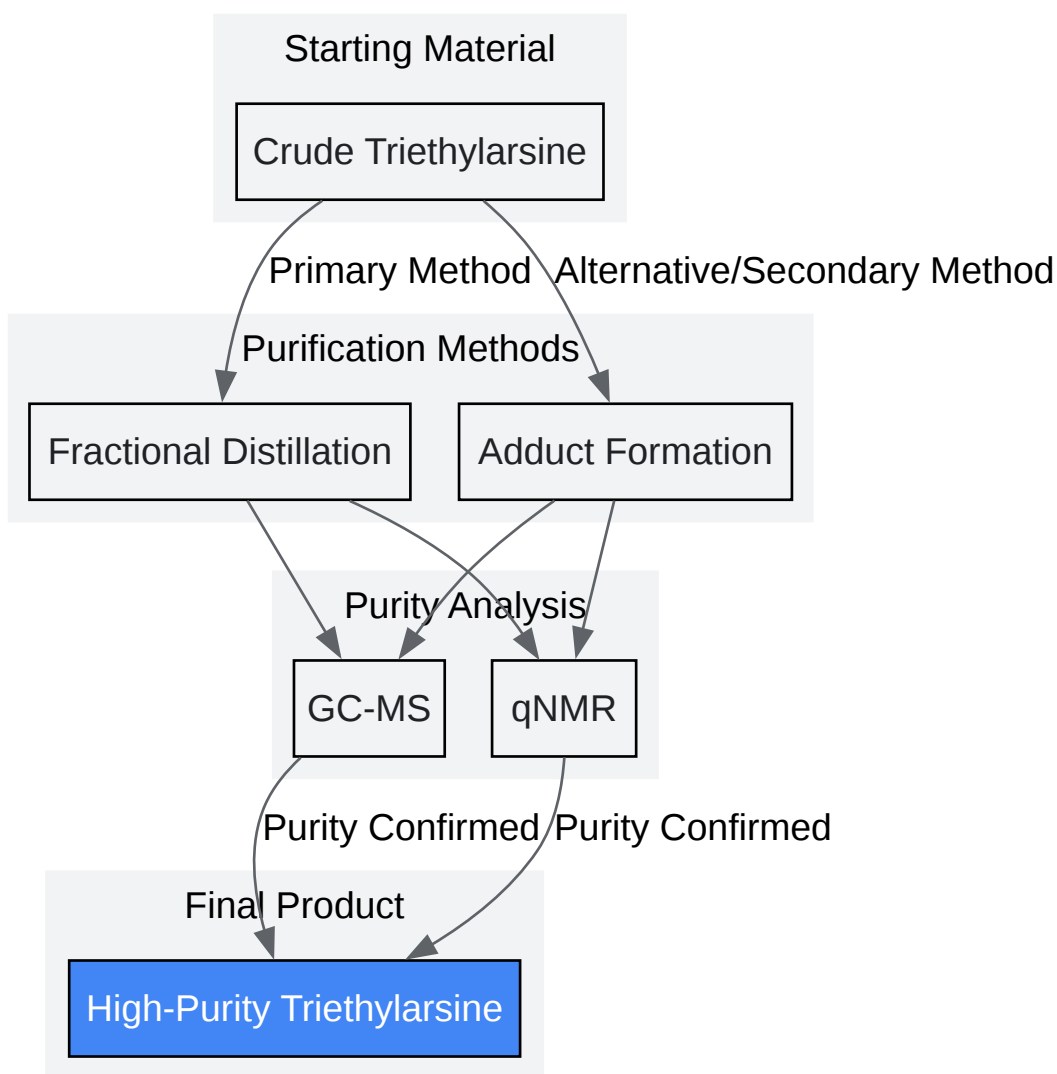 Starting Material
Crude Triethylarsine
Primary Method
Alternative/Secondary Method
Purification Methods
Fractional Distillation
Adduct Formation
Purity Analysis
GC-MS
qNMR
Purity Confirmed
Purity Confirmed
Final Product
High-Purity Triethylarsine